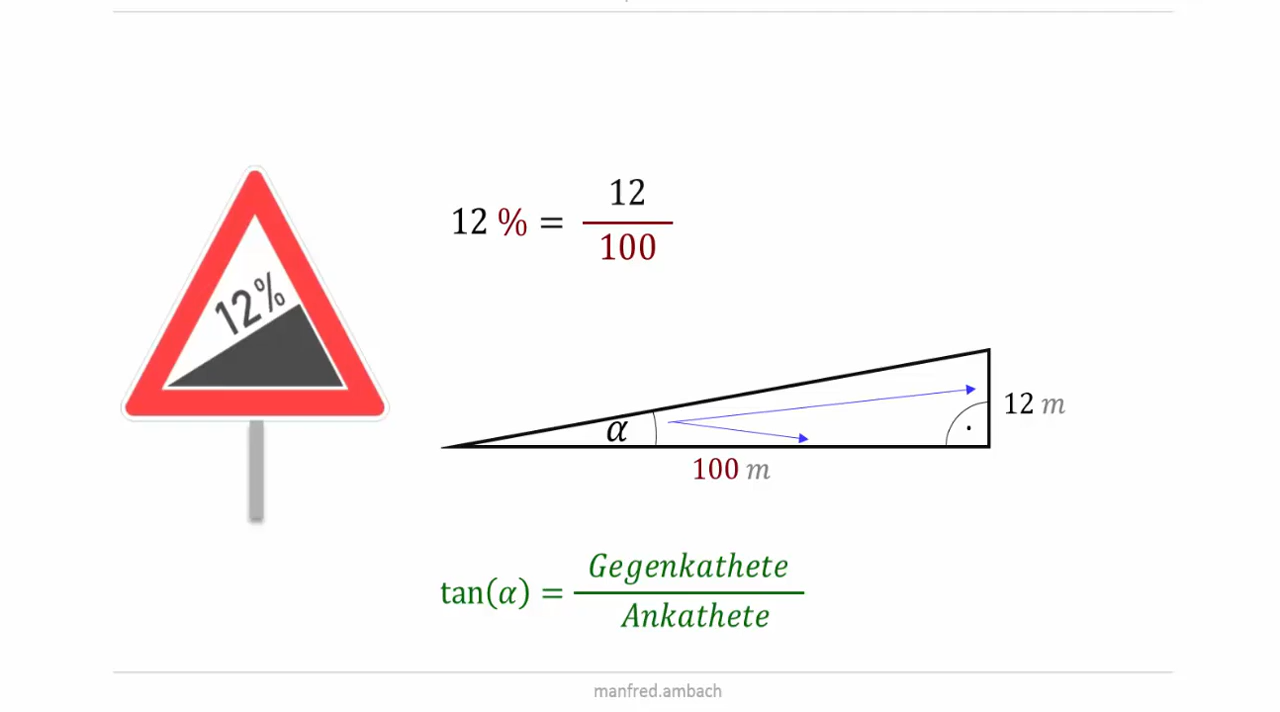 12%
12 % = 12
100
α
12 m
100 m
tan(α) = Gegenkathete
Ankathete
manfred.ambach